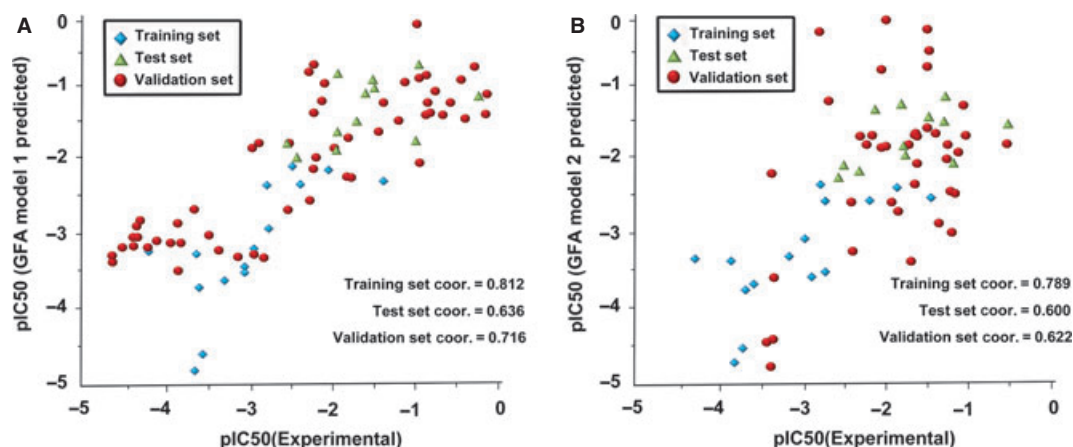 A
Training set
Test set
Validation set
pIC50 (GFA model 1 predicted)
0
−1
−2
−3
−4
−5
Training set coor. = 0.812
Test set coor. = 0.636
Validation set coor. = 0.716
−5
−4
−3
−2
−1
0
pIC50(Experimental)
B
Training set
Test set
Validation set
pIC50 (GFA model 2 predicted)
0
−1
−2
−3
−4
−5
Training set coor. = 0.789
Test set coor. = 0.600
Validation set coor. = 0.622
−5
−4
−3
−2
−1
0
pIC50(Experimental)